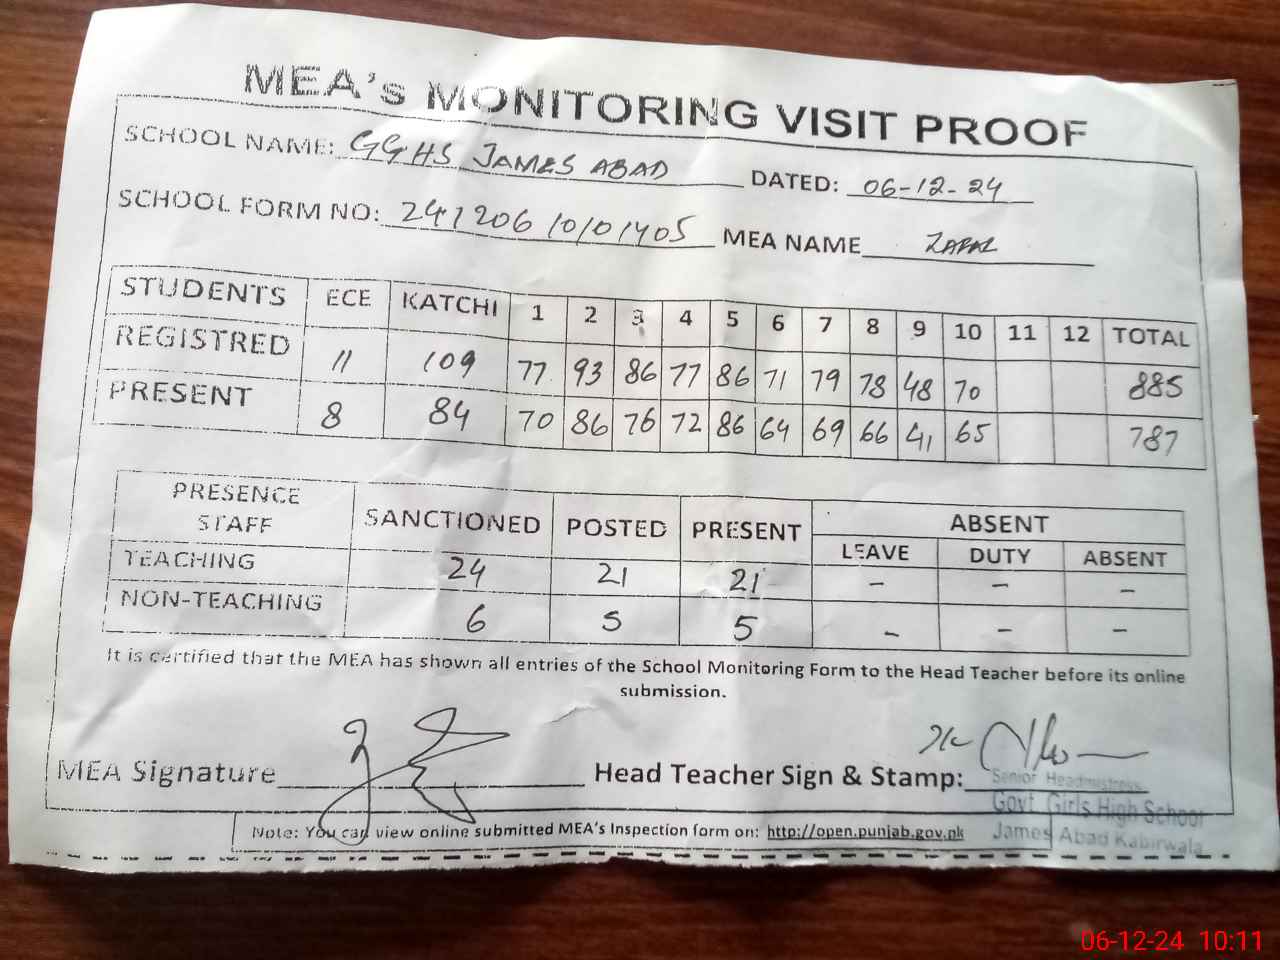 MEA's MONITORING VISIT PROOF
SCHOOL NAME: GGHS JAMES ABAD DATED: 06-12-24
SCHOOL FORM NO: 241206 10101405 MEA NAME ZAFAR
STUDENTS ECE KATCHI 1 2 3 4 5 6 7 8 9 10 11 12 TOTAL
REGISTRED 11 109 77 93 86 77 86 71 79 78 48 70 885
PRESENT 8 84 70 86 76 72 86 64 69 66 41 65 787
PRESENCE STAFF SANCTIONED POSTED PRESENT ABSENT
LEAVE DUTY ABSENT
TEACHING 24 21 21 - - -
NON-TEACHING 6 5 5 - - -
It is certified that the MEA has shown all entries of the School Monitoring Form to the Head Teacher before its online
submission.
MEA Signature Head Teacher Sign & Stamp:
Senior Headmistress
Govt. Girls High School
James Abad Kabirwala
Note: You can view online submitted MEA's Inspection form on: http://open.punjab.gov.pk
06-12-24 10:11